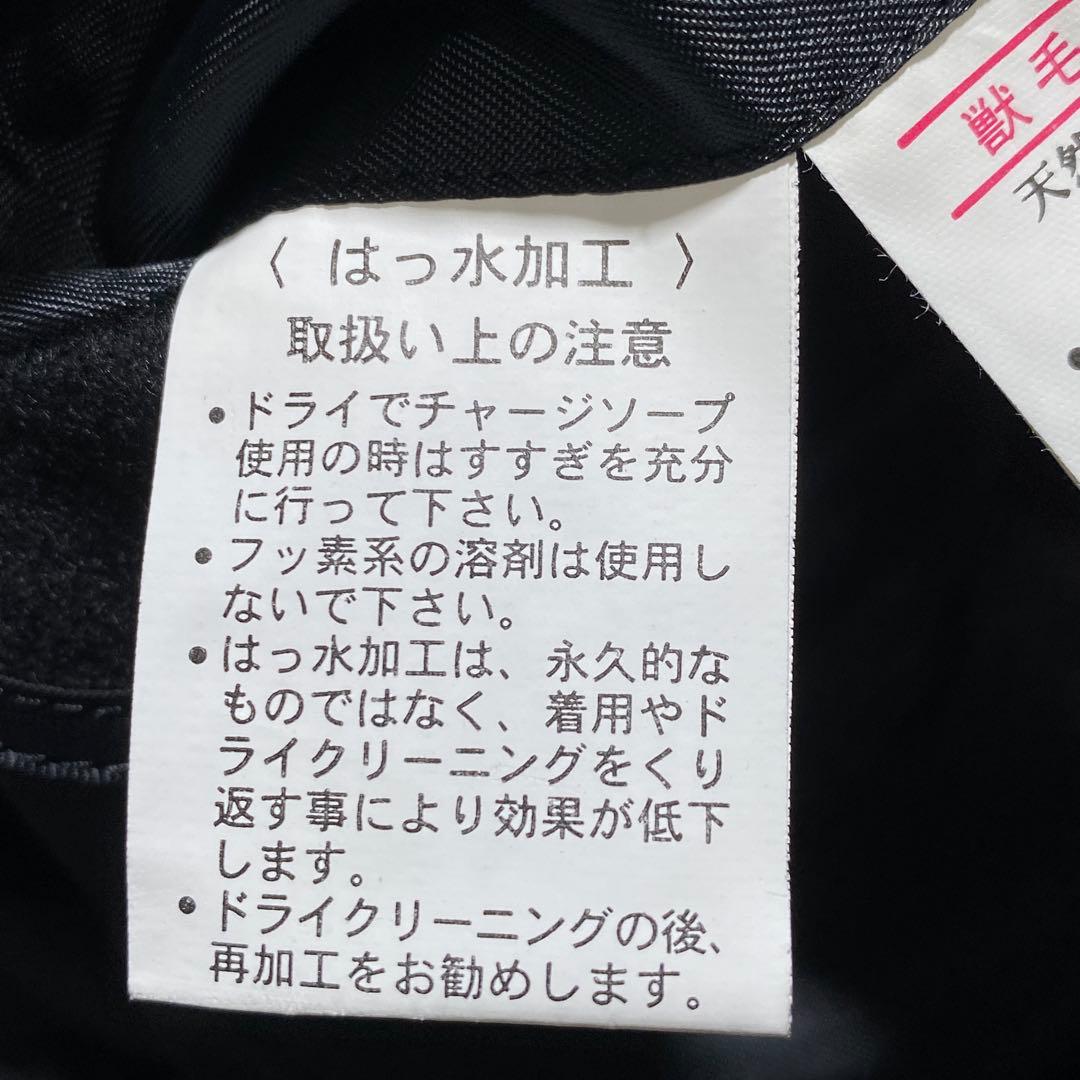 〈 はっ水加工 〉
取扱い上の注意
•ドライでチャージソープ
使用の時はすすぎを充分
に行って下さい。
•フッ素系の溶剤は使用し
ないで下さい。
•はっ水加工は、永久的な
ものではなく、着用やド
ライクリーニングをくり
返す事により効果が低下
します。
•ドライクリーニングの後、
再加工をお勧めします。
獣毛
天然